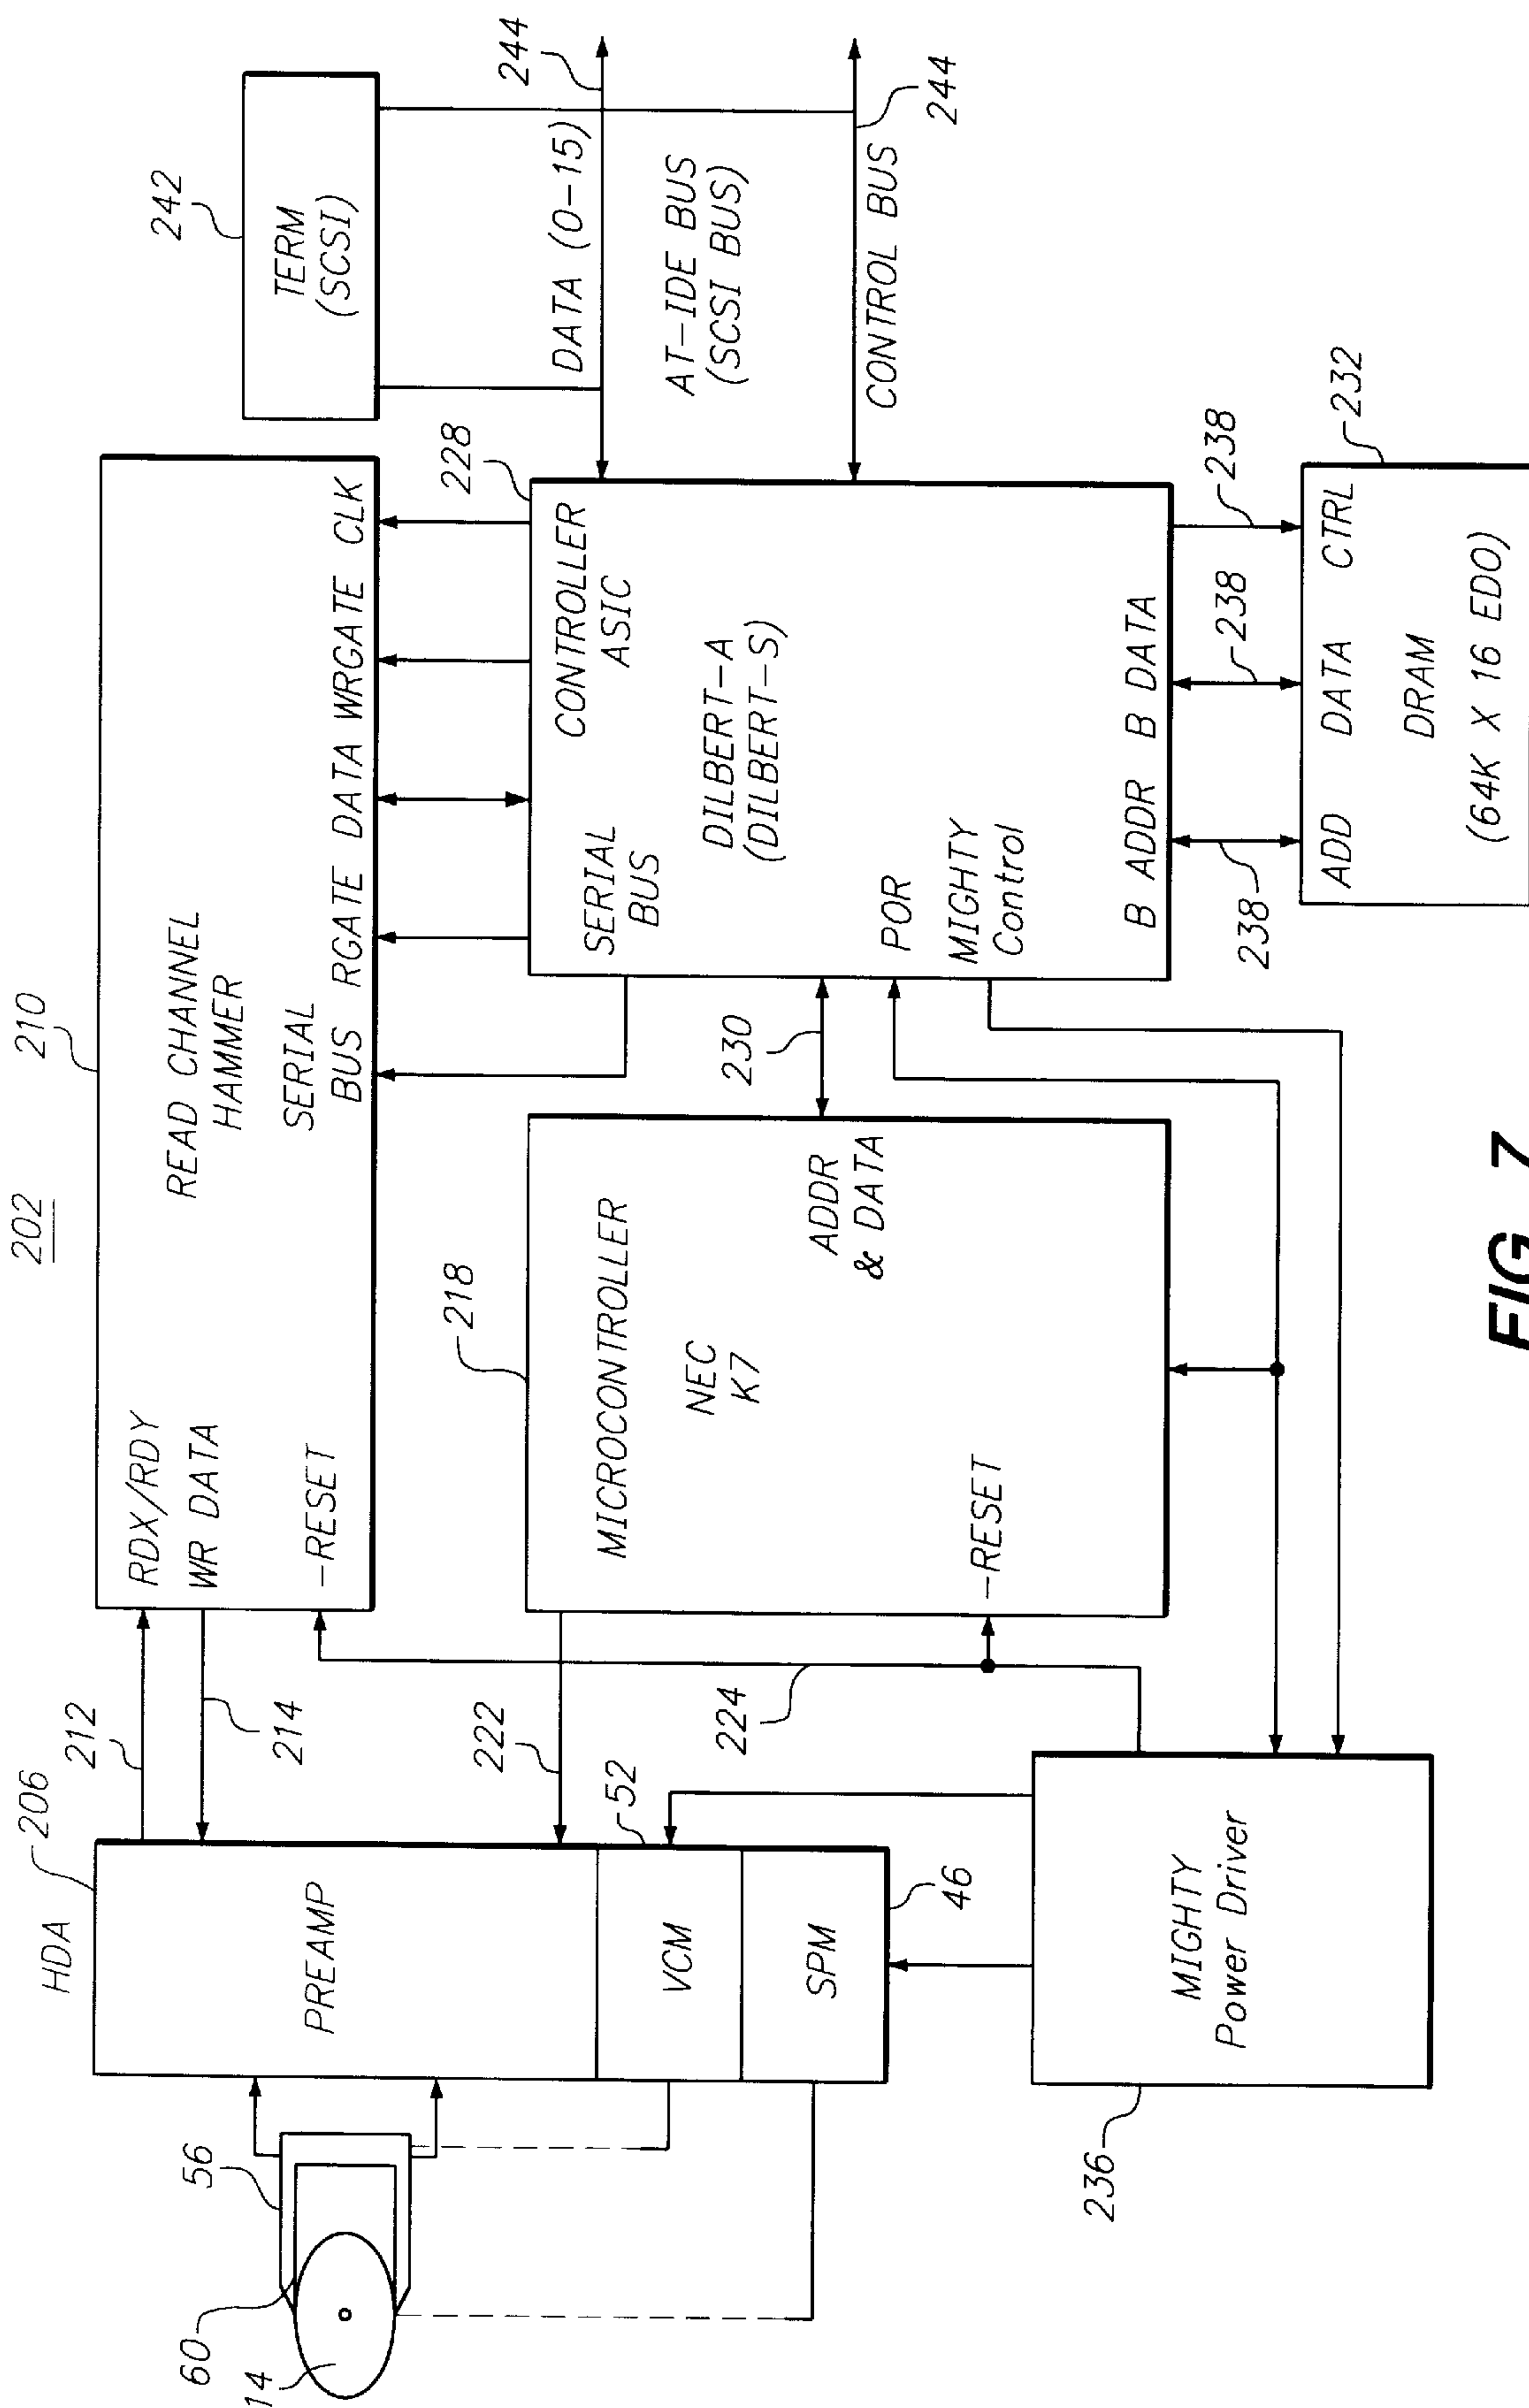 202
210
READ CHANNEL
HAMMER
RDX/RDY
WR DATA
-RESET
SERIAL
BUS RGATE DATA WRGATE CLK
242
TERM
(SCSI)
244
DATA (0-15)
AT-IDE BUS
(SCSI BUS)
CONTROL BUS
244
HDA
206
212
214
PREAMP
222
VCM
52
SPM
46
56
60
14
224
218
MICROCONTROLLER
NEC
K7
ADDR
& DATA
-RESET
230
228
CONTROLLER
ASIC
SERIAL
BUS
DILBERT-A
(DILBERT-S)
POR
MIGHTY
Control
B ADDR B DATA
238
238
238
232
ADD DATA CTRL
DRAM
(64K X 16 EDO)
MIGHTY
Power Driver
236
FIG. 7